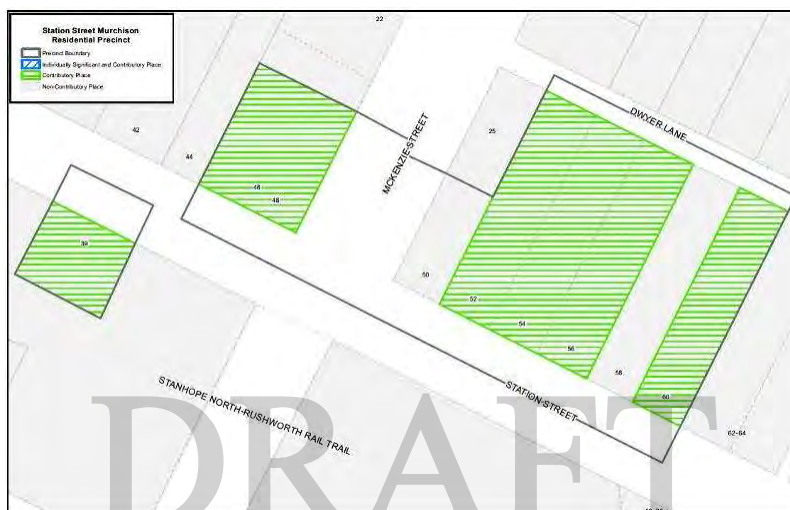 Station Street Murchison
Residential Precinct
Precinct Boundary
Individually Significant and Contributory Place
Contributory Place
Non-Contributory Place
22
DWYER LANE
25
MCKENZIE STREET
42
44
46
48
39
50
52
54
56
58
60
62-64
STATION STREET
STANHOPE NORTH-RUSHWORTH RAIL TRAIL
DRAFT